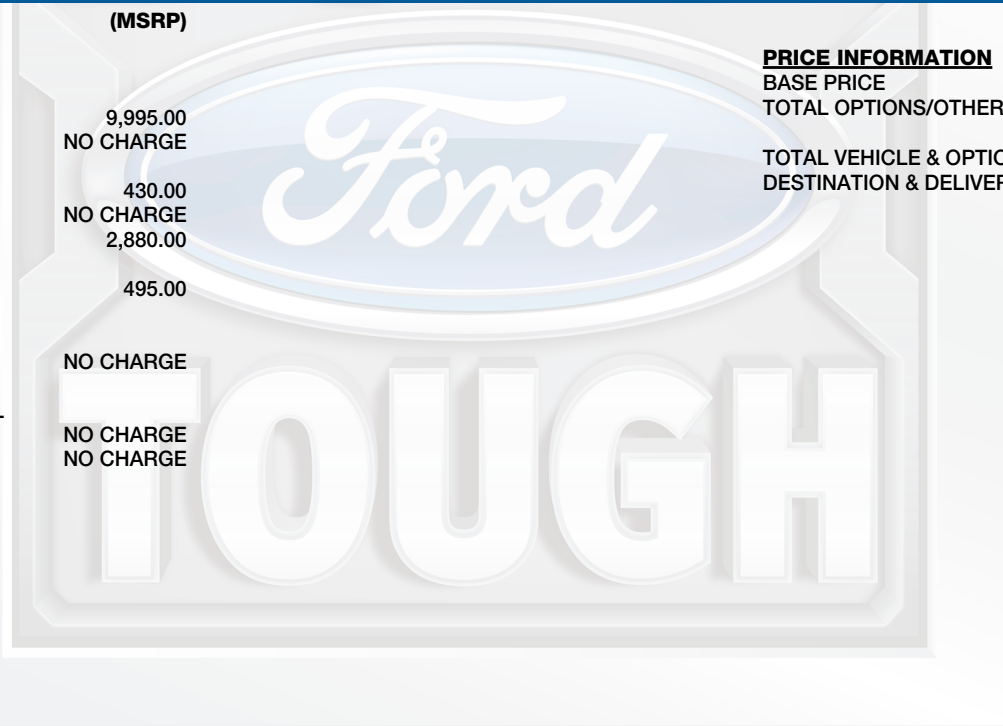 (MSRP)
9,995.00
NO CHARGE
430.00
NO CHARGE
2,880.00
495.00
NO CHARGE
NO CHARGE
NO CHARGE
PRICE INFORMATION
BASE PRICE
TOTAL OPTIONS/OTHER
TOTAL VEHICLE & OPTIO
DESTINATION & DELIVER
Ford
TOUGH